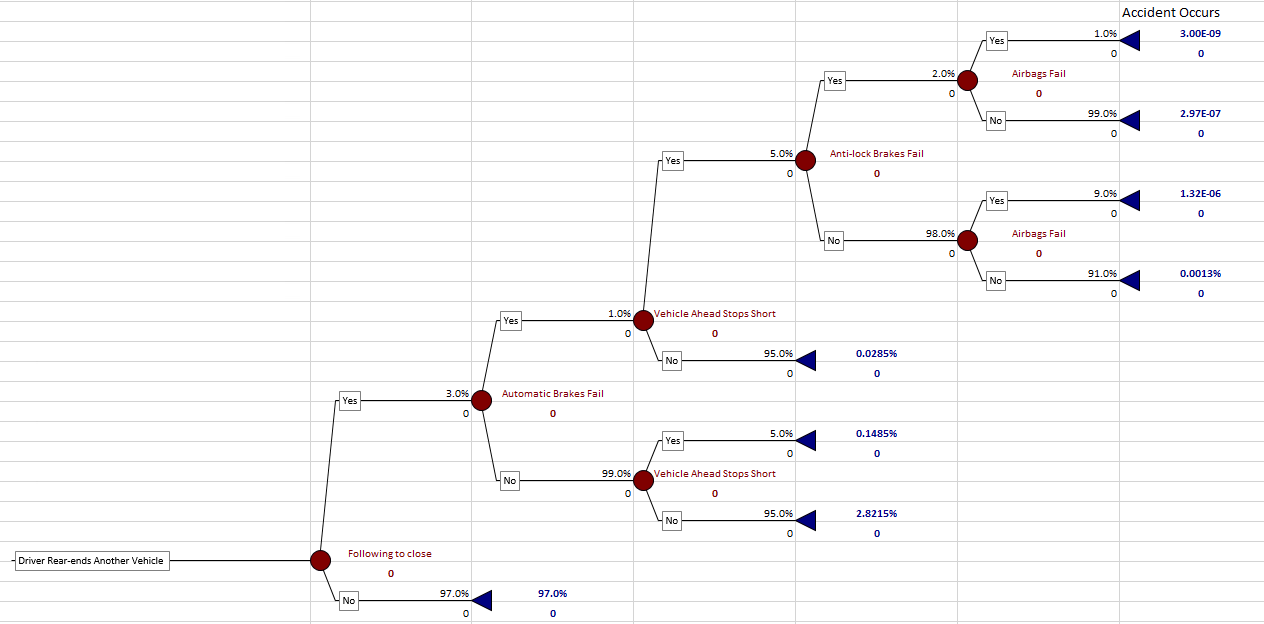 Accident Occurs
Yes 1.0% 3.00E-09
0 0
2.0% Airbags Fail
Yes
0 0
No 99.0% 2.97E-07
0 0
Yes 5.0% Anti-lock Brakes Fail
0 0
Yes 9.0% 1.32E-06
0 0
98.0% Airbags Fail
No
0 0
No 91.0% 0.0013%
0 0
1.0% Vehicle Ahead Stops Short
Yes
0 0
No 95.0% 0.0285%
0 0
3.0% Automatic Brakes Fail
Yes
0 0
Yes 5.0% 0.1485%
0 0
99.0% Vehicle Ahead Stops Short
No
0 0
No 95.0% 2.8215%
0 0
Following to close
Driver Rear-ends Another Vehicle
0
No 97.0% 97.0%
0 0